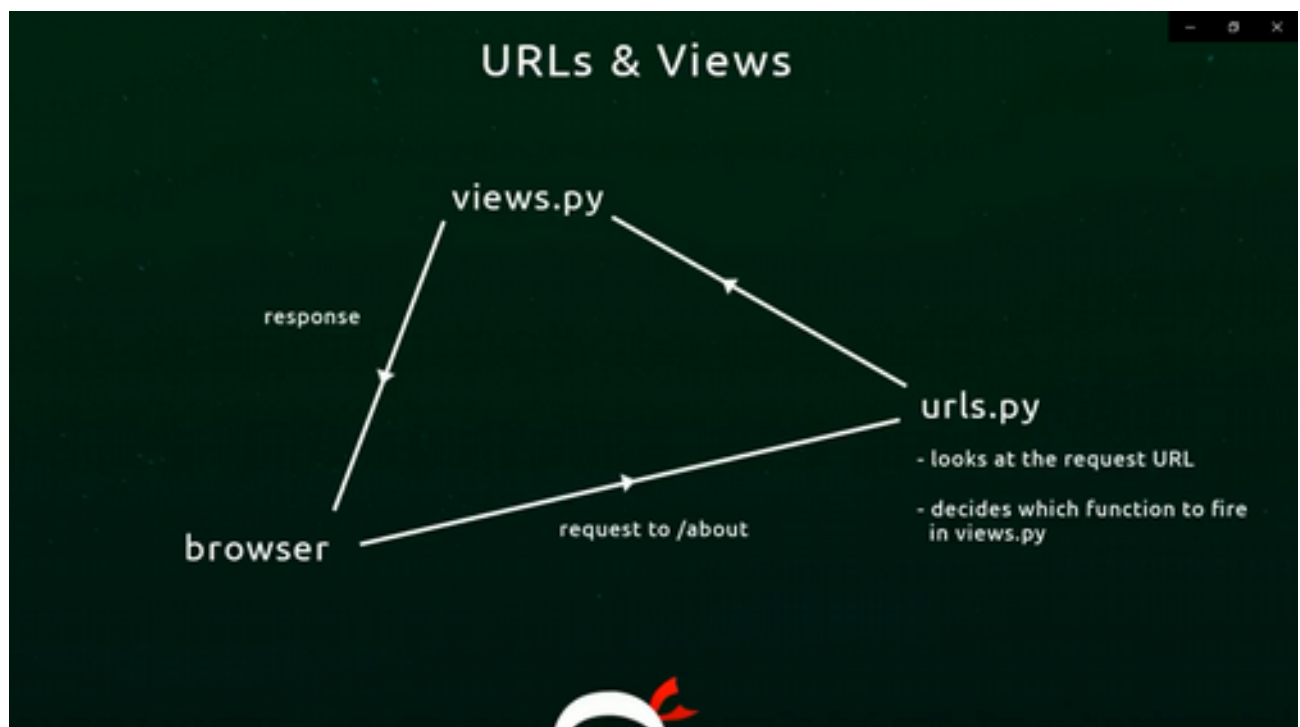 URLs & Views
views.py
response
urls.py
- looks at the request URL
- decides which function to fire
in views.py
request to /about
browser